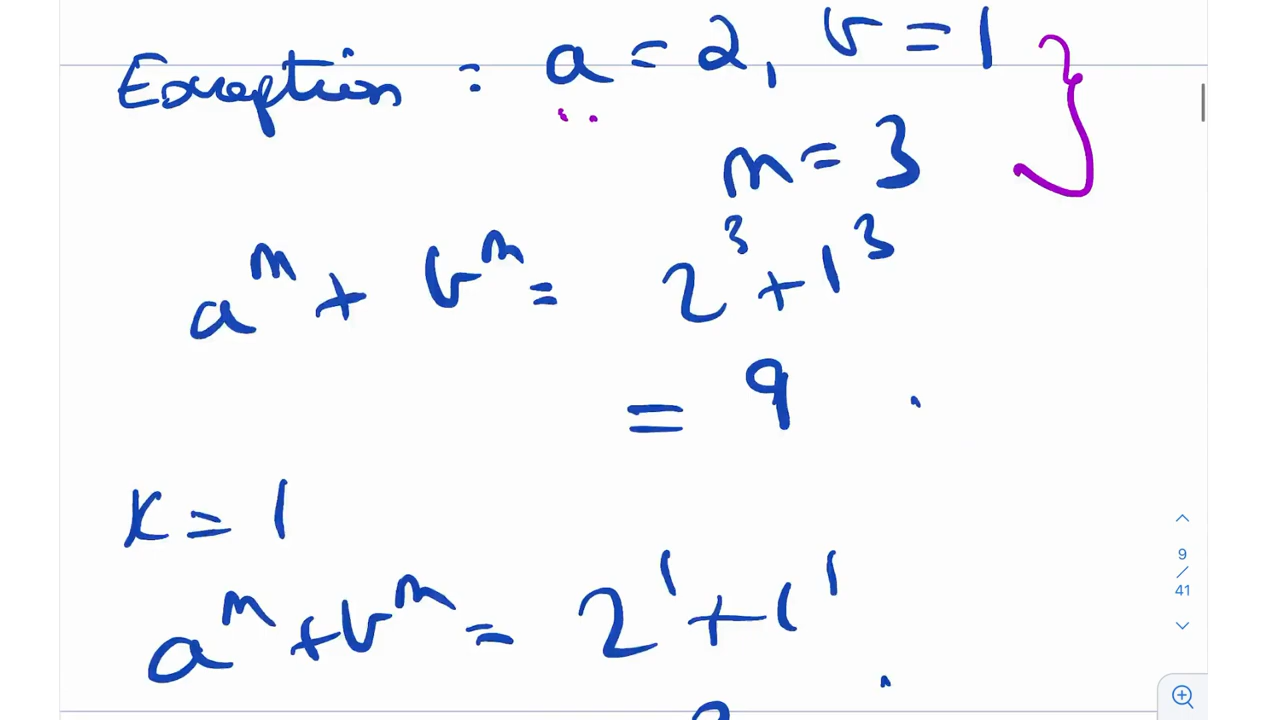 Exception : a = 2, b = 1
n = 3
a^n + b^n = 2^3 + 1^3
= 9
K = 1
a^n + b^n = 2^1 + 1^1
9
/
41